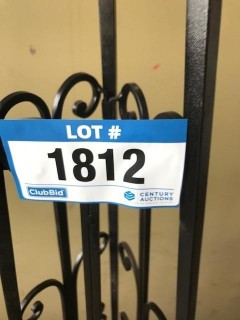 LOT #
1812
ClubBid
CENTURY
AUCTIONS